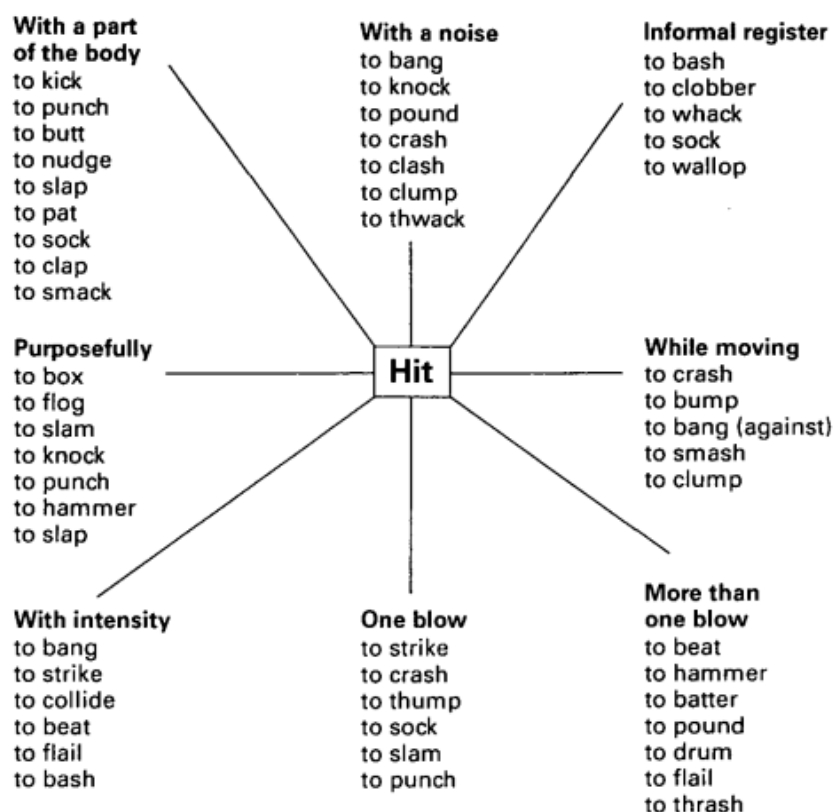 With a part
of the body
to kick
to punch
to butt
to nudge
to slap
to pat
to sock
to clap
to smack
With a noise
to bang
to knock
to pound
to crash
to clash
to clump
to thwack
Informal register
to bash
to clobber
to whack
to sock
to wallop
Purposefully
to box
to flog
to slam
to knock
to punch
to hammer
to slap
Hit
While moving
to crash
to bump
to bang (against)
to smash
to clump
With intensity
to bang
to strike
to collide
to beat
to flail
to bash
One blow
to strike
to crash
to thump
to sock
to slam
to punch
More than
one blow
to beat
to hammer
to batter
to pound
to drum
to flail
to thrash